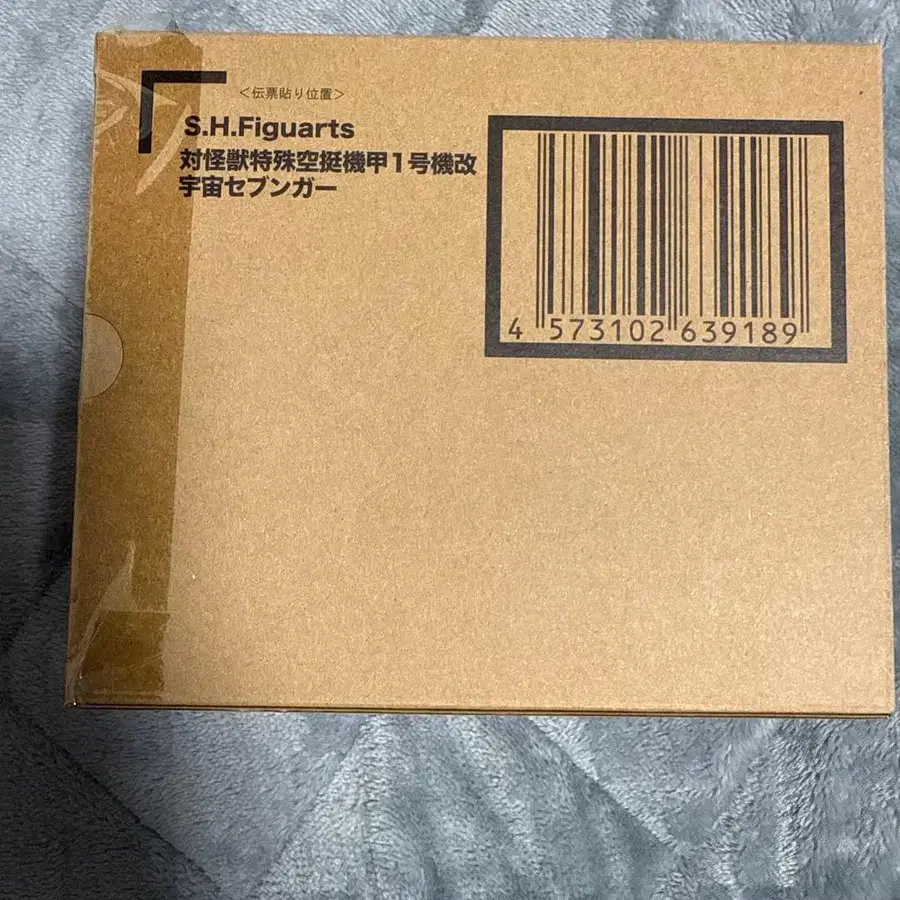 ＜伝票貼り位置＞
S.H.Figuarts
対怪獣特殊空挺機甲１号機改
宇宙セブンガー
4 573102 639189